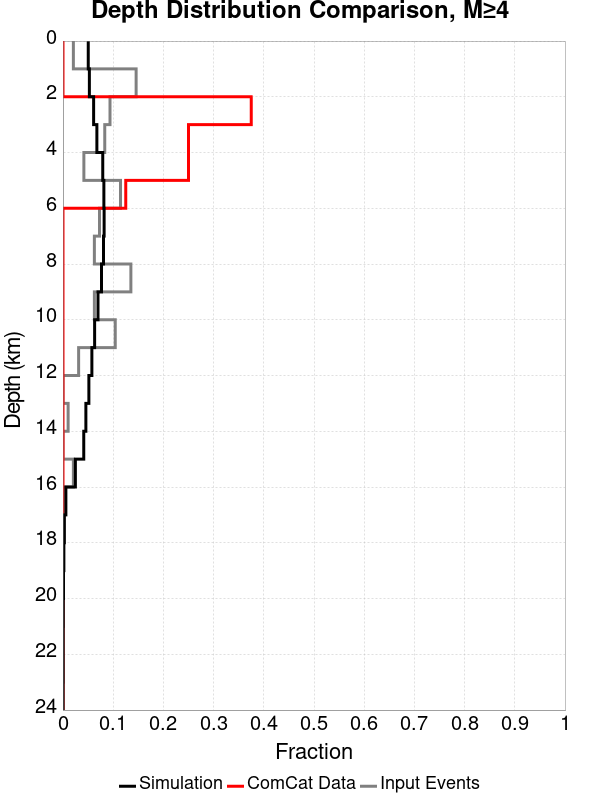 Depth Distribution Comparison, M≥4
0
2
4
6
8
10
12
14
16
18
20
22
24
Depth (km)
0 0.1 0.2 0.3 0.4 0.5 0.6 0.7 0.8 0.9 1
Fraction
Simulation ComCat Data Input Events